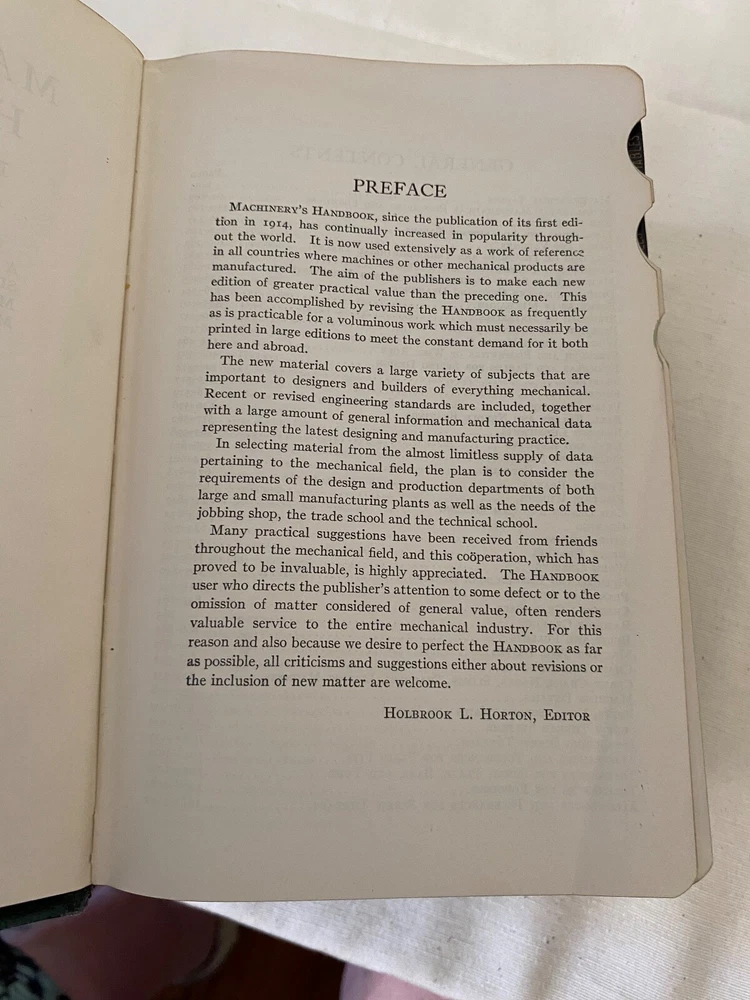 PREFACE
MACHINERY'S HANDBOOK, since the publication of its first edi-
tion in 1914, has continually increased in popularity through-
out the world. It is now used extensively as a work of reference
in all countries where machines or other mechanical products are
manufactured. The aim of the publishers is to make each new
edition of greater practical value than the preceding one. This
has been accomplished by revising the HANDBOOK as frequently
as is practicable for a voluminous work which must necessarily be
printed in large editions to meet the constant demand for it both
here and abroad.
The new material covers a large variety of subjects that are
important to designers and builders of everything mechanical.
Recent or revised engineering standards are included, together
with a large amount of general information and mechanical data
representing the latest designing and manufacturing practice.
In selecting material from the almost limitless supply of data
pertaining to the mechanical field, the plan is to consider the
requirements of the design and production departments of both
large and small manufacturing plants as well as the needs of the
jobbing shop, the trade school and the technical school.
Many practical suggestions have been received from friends
throughout the mechanical field, and this coöperation, which has
proved to be invaluable, is highly appreciated. The HANDBOOK
user who directs the publisher's attention to some defect or to the
omission of matter considered of general value, often renders
valuable service to the entire mechanical industry. For this
reason and also because we desire to perfect the HANDBOOK as far
as possible, all criticisms and suggestions either about revisions or
the inclusion of new matter are welcome.
HOLBROOK L. HORTON, EDITOR